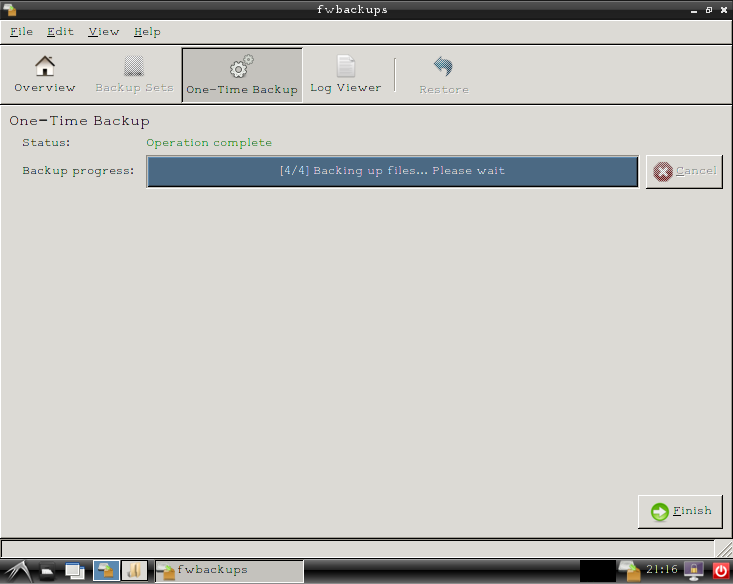 fwbackups
File Edit View Help
Overview Backup Sets One-Time Backup Log Viewer Restore
One-Time Backup
Status: Operation complete
Backup progress: [4/4] Backing up files... Please wait Cancel
Finish
fwbackups 21:16